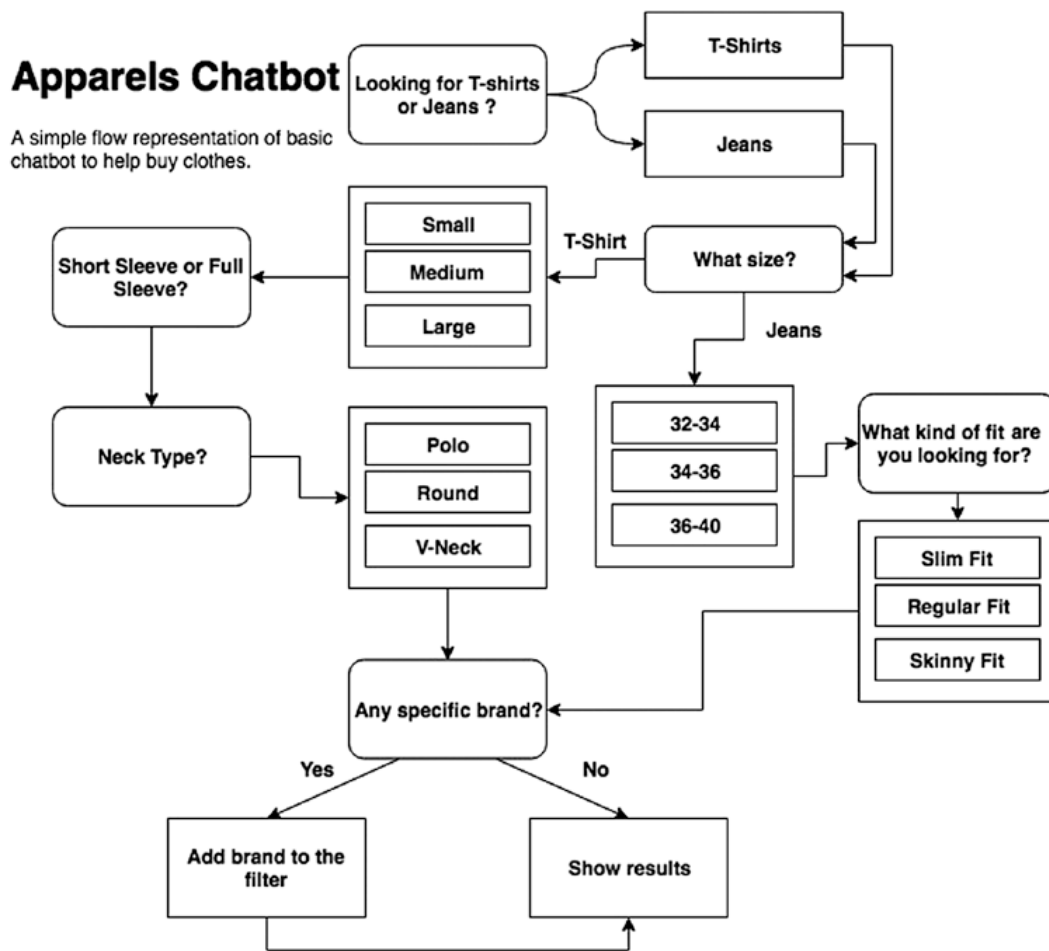 Apparels Chatbot
A simple flow representation of basic
chatbot to help buy clothes.
Looking for T-shirts
or Jeans ?
T-Shirts
Jeans
What size?
T-Shirt
Small
Medium
Large
Short Sleeve or Full
Sleeve?
Neck Type?
Polo
Round
V-Neck
Jeans
32-34
34-36
36-40
What kind of fit are
you looking for?
Slim Fit
Regular Fit
Skinny Fit
Any specific brand?
Yes
No
Add brand to the
filter
Show results